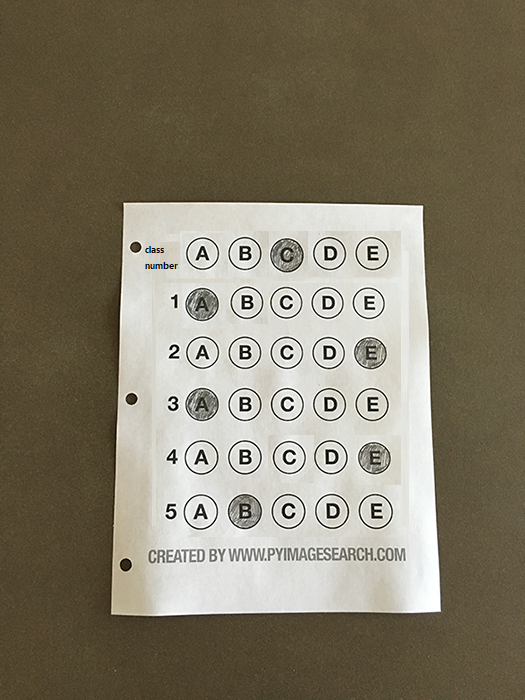 class
number
A B C D E
1 A B C D E
2 A B C D E
3 A B C D E
4 A B C D E
5 A B C D E
CREATED BY WWW.PYIMAGESEARCH.COM